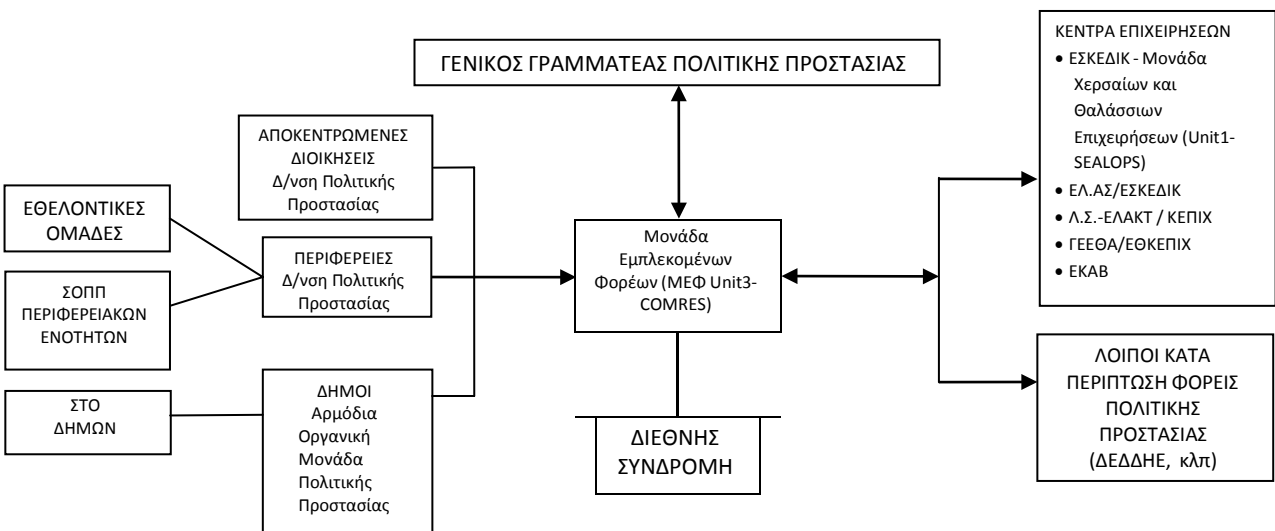 ΓΕΝΙΚΟΣ ΓΡΑΜΜΑΤΕΑΣ ΠΟΛΙΤΙΚΗΣ ΠΡΟΣΤΑΣΙΑΣ
ΑΠΟΚΕΝΤΡΩΜΕΝΕΣ
ΔΙΟΙΚΗΣΕΙΣ
Δ/νση Πολιτικής
Προστασίας
ΕΘΕΛΟΝΤΙΚΕΣ
ΟΜΑΔΕΣ
ΣΟΠΠ
ΠΕΡΙΦΕΡΕΙΑΚΩΝ
ΕΝΟΤΗΤΩΝ
ΣΤΟ
ΔΗΜΩΝ
ΠΕΡΙΦΕΡΕΙΕΣ
Δ/νση Πολιτικής
Προστασίας
ΔΗΜΟΙ
Αρμόδια
Οργανική
Μονάδα
Πολιτικής
Προστασίας
Μονάδα
Εμπλεκομένων
Φορέων (ΜΕΦ Unit3-
COMRES)
ΔΙΕΘΝΗΣ
ΣΥΝΔΡΟΜΗ
ΚΕΝΤΡΑ ΕΠΙΧΕΙΡΗΣΕΩΝ
• ΕΣΚΕΔΙΚ - Μονάδα
Χερσαίων και
Θαλάσσιων
Επιχειρήσεων (Unit1-
SEALOPS)
• ΕΛ.ΑΣ/ΕΣΚΕΔΙΚ
• Λ.Σ.-ΕΛΑΚΤ / ΚΕΠΙΧ
• ΓΕΕΘΑ/ΕΘΚΕΠΙΧ
• ΕΚΑΒ
ΛΟΙΠΟΙ ΚΑΤΑ
ΠΕΡΙΠΤΩΣΗ ΦΟΡΕΙΣ
ΠΟΛΙΤΙΚΗΣ
ΠΡΟΣΤΑΣΙΑΣ
(ΔΕΔΔΗΕ, κλπ)